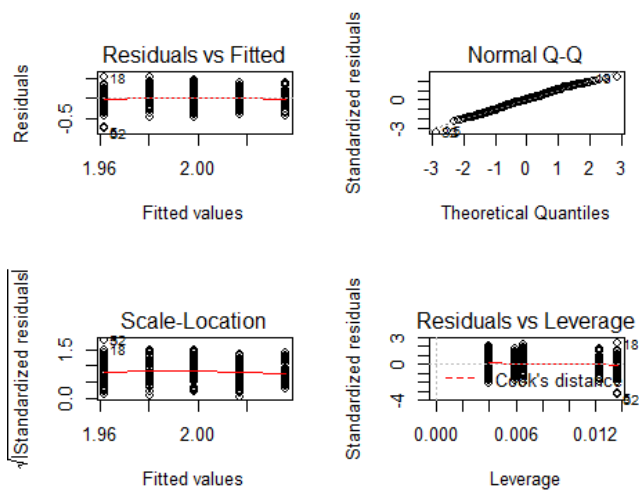 Residuals vs Fitted
Residuals
-0.5
18
1.96
2.00
Fitted values
Normal Q-Q
Standardized residuals
0
-3
-3
-2
-1
0
1
2
3
Theoretical Quantiles
Scale-Location
√|Standardized residuals|
1.5
0.0
18
1.96
2.00
Fitted values
Residuals vs Leverage
Standardized residuals
3
0
-4
18
Cook's distance
0.000
0.006
0.012
Leverage